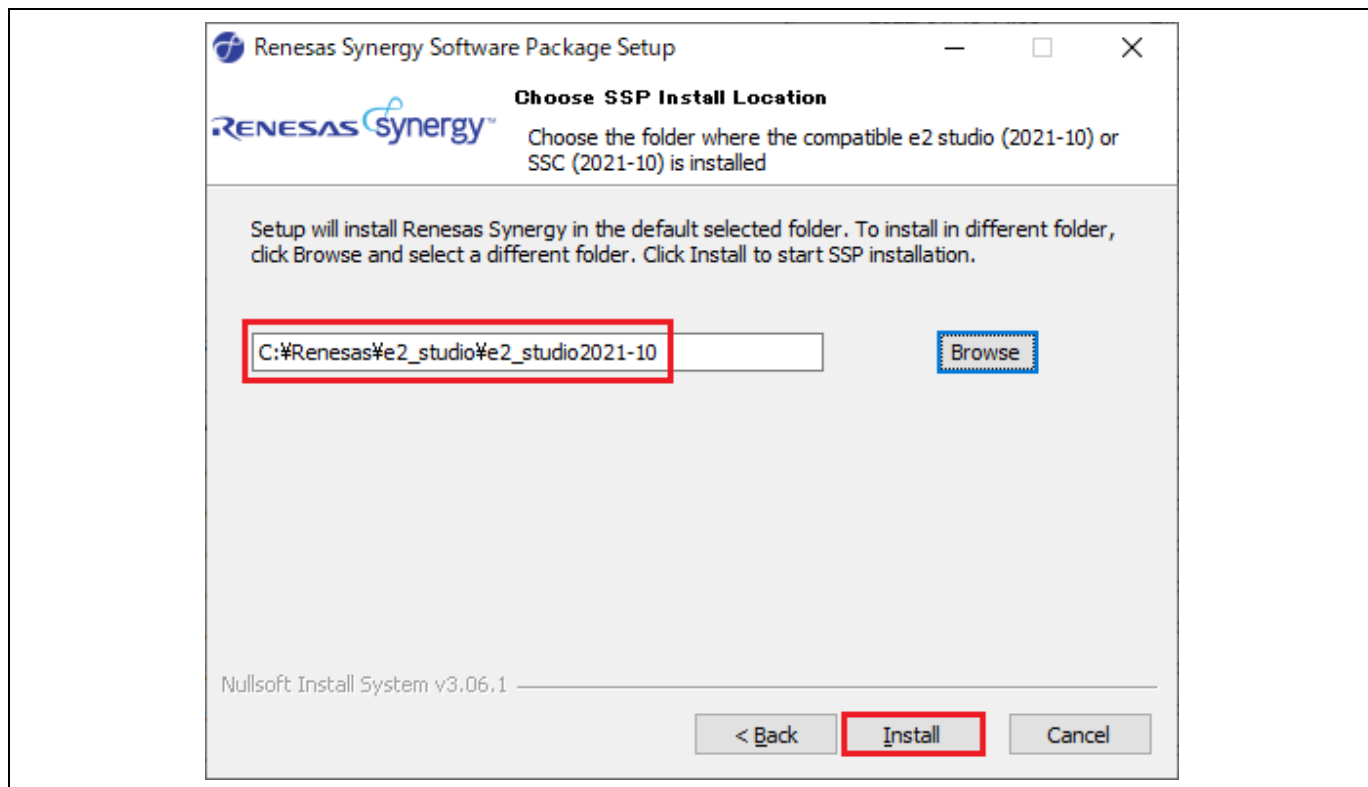 Renesas Synergy Software Package Setup
RENESAS synergy™
Choose SSP Install Location
Choose the folder where the compatible e2 studio (2021-10) or
SSC (2021-10) is installed
Setup will install Renesas Synergy in the default selected folder. To install in different folder,
click Browse and select a different folder. Click Install to start SSP installation.
C:¥Renesas¥e2_studio¥e2_studio2021-10
Browse
Nullsoft Install System v3.06.1
< Back
Install
Cancel